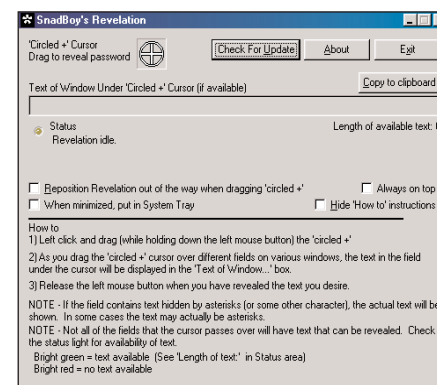 SnadBoy's Revelation
'Circled +' Cursor
Drag to reveal password
Check For Update
About
Exit
Copy to clipboard
Text of Window Under 'Circled +' Cursor (if available)
Status
Length of available text:
Revelation idle.
Reposition Revelation out of the way when dragging 'circled +'
Always on top
When minimized, put in System Tray
Hide 'How to' instructions
How to
1) Left click and drag (while holding down the left mouse button) the 'circled +'
2) As you drag the 'circled +' cursor over different fields on various windows, the text in the field
under the cursor will be displayed in the 'Text of Window...' box.
3) Release the left mouse button when you have revealed the text you desire.
NOTE - If the field contains text hidden by asterisks (or some other character), the actual text will be
shown. In some cases the text may actually be asterisks.
NOTE - Not all of the fields that the cursor passes over will have text that can be revealed. Check
the status light for availability of text.
Bright green = text available (See 'Length of text:' in Status area)
Bright red = no text available